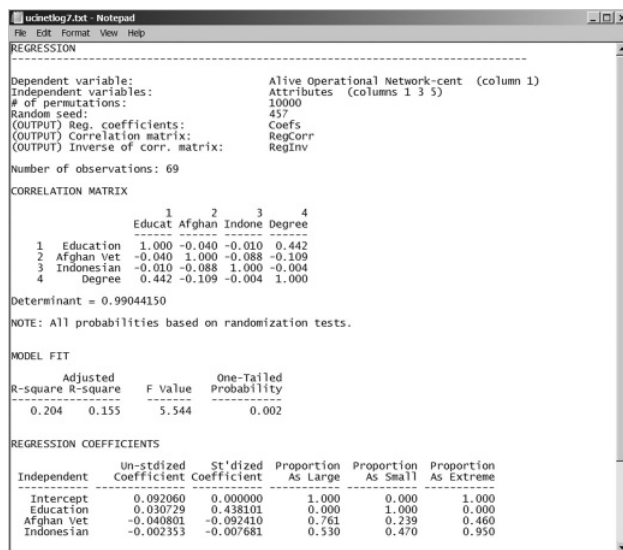 ucinetlog7.txt - Notepad
File Edit Format View Help
REGRESSION
--------------------------------------------------------------------------------
Dependent variable: Alive Operational Network-cent (column 1)
Independent variables: Attributes (columns 1 3 5)
# of permutations: 10000
Random seed: 457
(OUTPUT) Reg. coefficients: Coefs
(OUTPUT) Correlation matrix: RegCorr
(OUTPUT) Inverse of corr. matrix: RegInv
Number of observations: 69
CORRELATION MATRIX
1 2 3 4
Educat Afghan Indone Degree
------ ------ ------ ------
1 Education 1.000 -0.040 -0.010 0.442
2 Afghan Vet -0.040 1.000 -0.088 -0.109
3 Indonesian -0.010 -0.088 1.000 -0.004
4 Degree 0.442 -0.109 -0.004 1.000
Determinant = 0.99044150
NOTE: All probabilities based on randomization tests.
MODEL FIT
Adjusted One-Tailed
R-square R-square F Value Probability
-------- -------- ------- -----------
0.204 0.155 5.544 0.002
REGRESSION COEFFICIENTS
Un-stdized St'dized Proportion Proportion Proportion
Independent Coefficient Coefficient As Large As Small As Extreme
----------- ----------- ----------- ----------- ----------- -----------
Intercept 0.092060 0.000000 1.000 0.000 1.000
Education 0.030729 0.438101 0.000 1.000 0.000
Afghan Vet -0.040801 -0.092410 0.761 0.239 0.460
Indonesian -0.002353 -0.007681 0.530 0.470 0.950